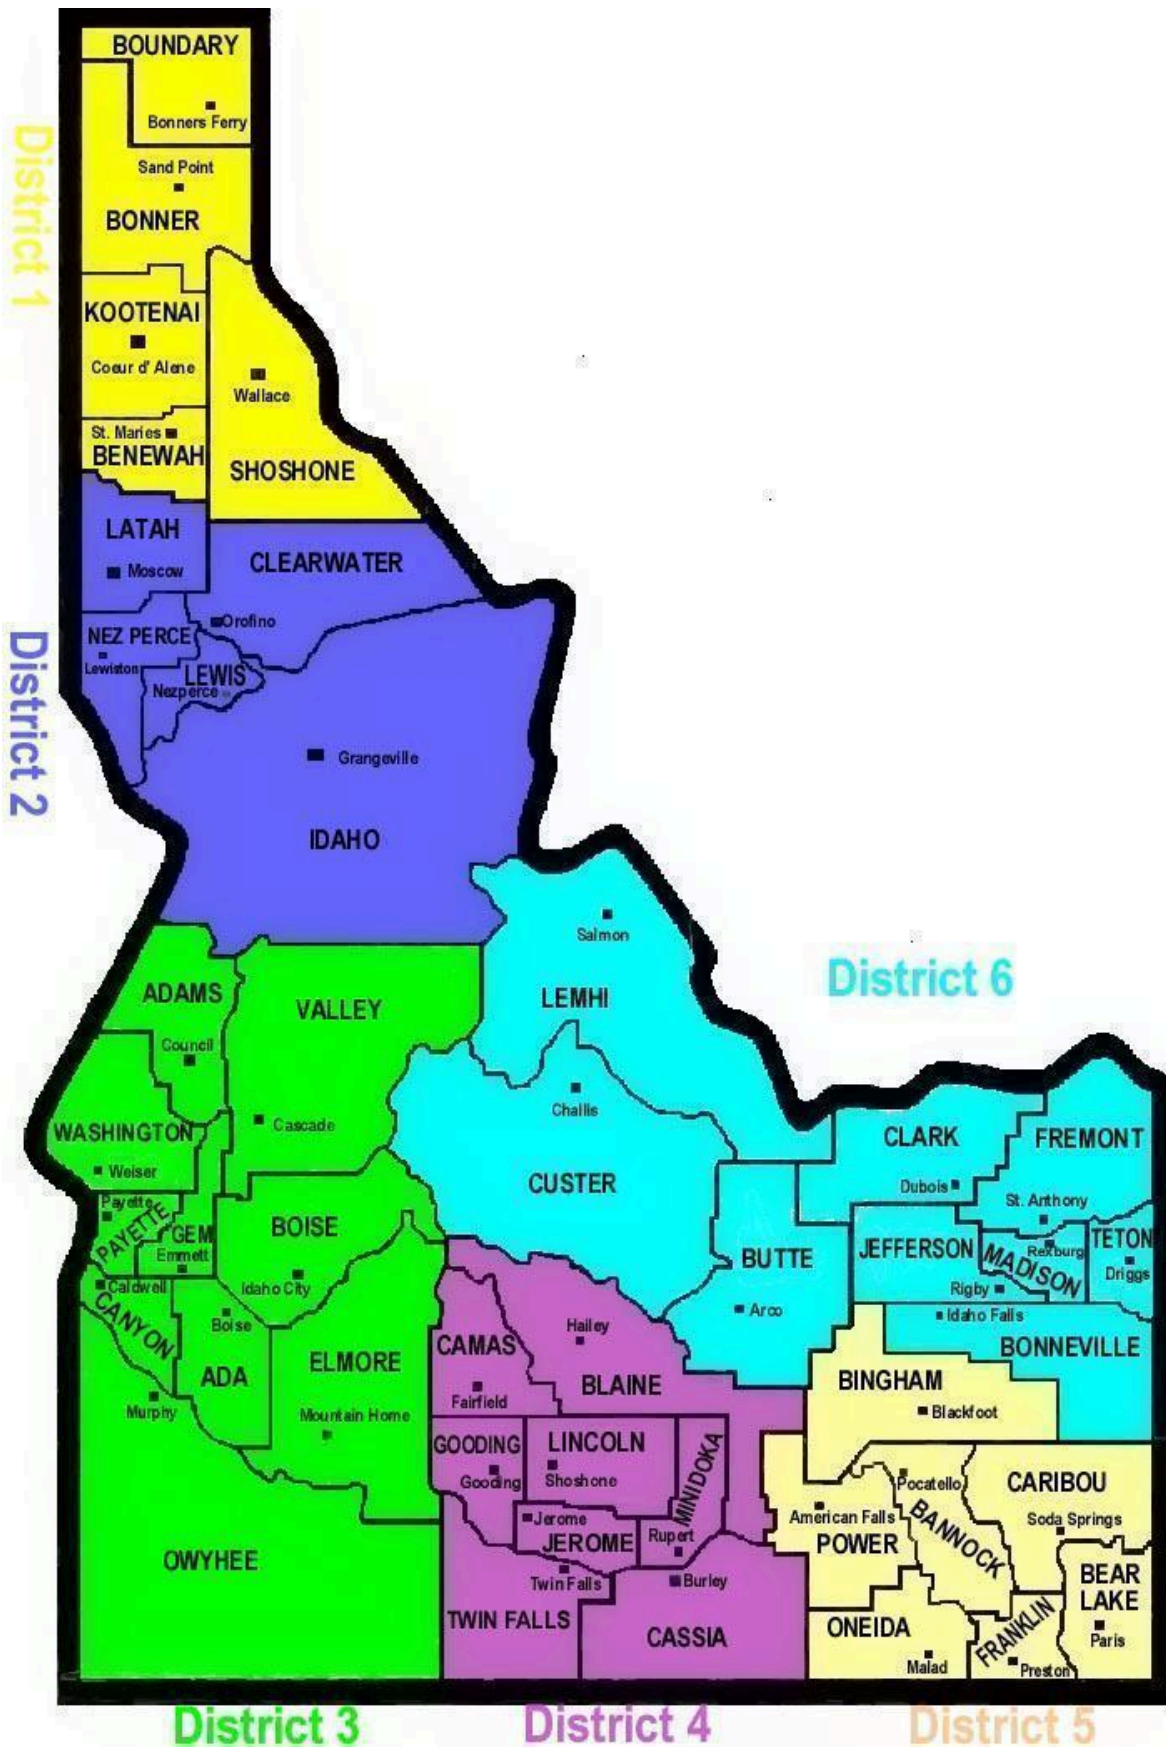 BOUNDARY
Bonners Ferry
District 1
Sand Point
BONNER
KOOTENAI
Coeur d' Alene
Wallace
St. Maries
BENEWAH
SHOSHONE
LATAH
Moscow
CLEARWATER
Orofino
NEZ PERCE
Lewiston
LEWIS
Nezperce
District 2
Grangeville
IDAHO
Salmon
District 6
LEMHI
ADAMS
VALLEY
Council
Challis
Cascade
WASHINGTON
Weiser
CUSTER
CLARK
Dubois
FREMONT
St. Anthony
Payette
PAYETTE
GEM
Emmett
BOISE
Idaho City
BUTTE
Arco
JEFFERSON
Rigby
MADISON
Rexburg
TETON
Driggs
Caldwell
CANYON
Boise
ADA
Idaho Falls
BONNEVILLE
Hailey
CAMAS
Fairfield
BLAINE
ELMORE
Mountain Home
Murphy
BINGHAM
Blackfoot
GOODING
Gooding
LINCOLN
Shoshone
MINIDOKA
Rupert
Jerome
JEROME
Pocatello
BANNOCK
CARIBOU
Soda Springs
American Falls
POWER
OWYHEE
Twin Falls
TWIN FALLS
Burley
CASSIA
BEAR
LAKE
Paris
ONEIDA
Malad
FRANKLIN
Preston
District 3
District 4
District 5